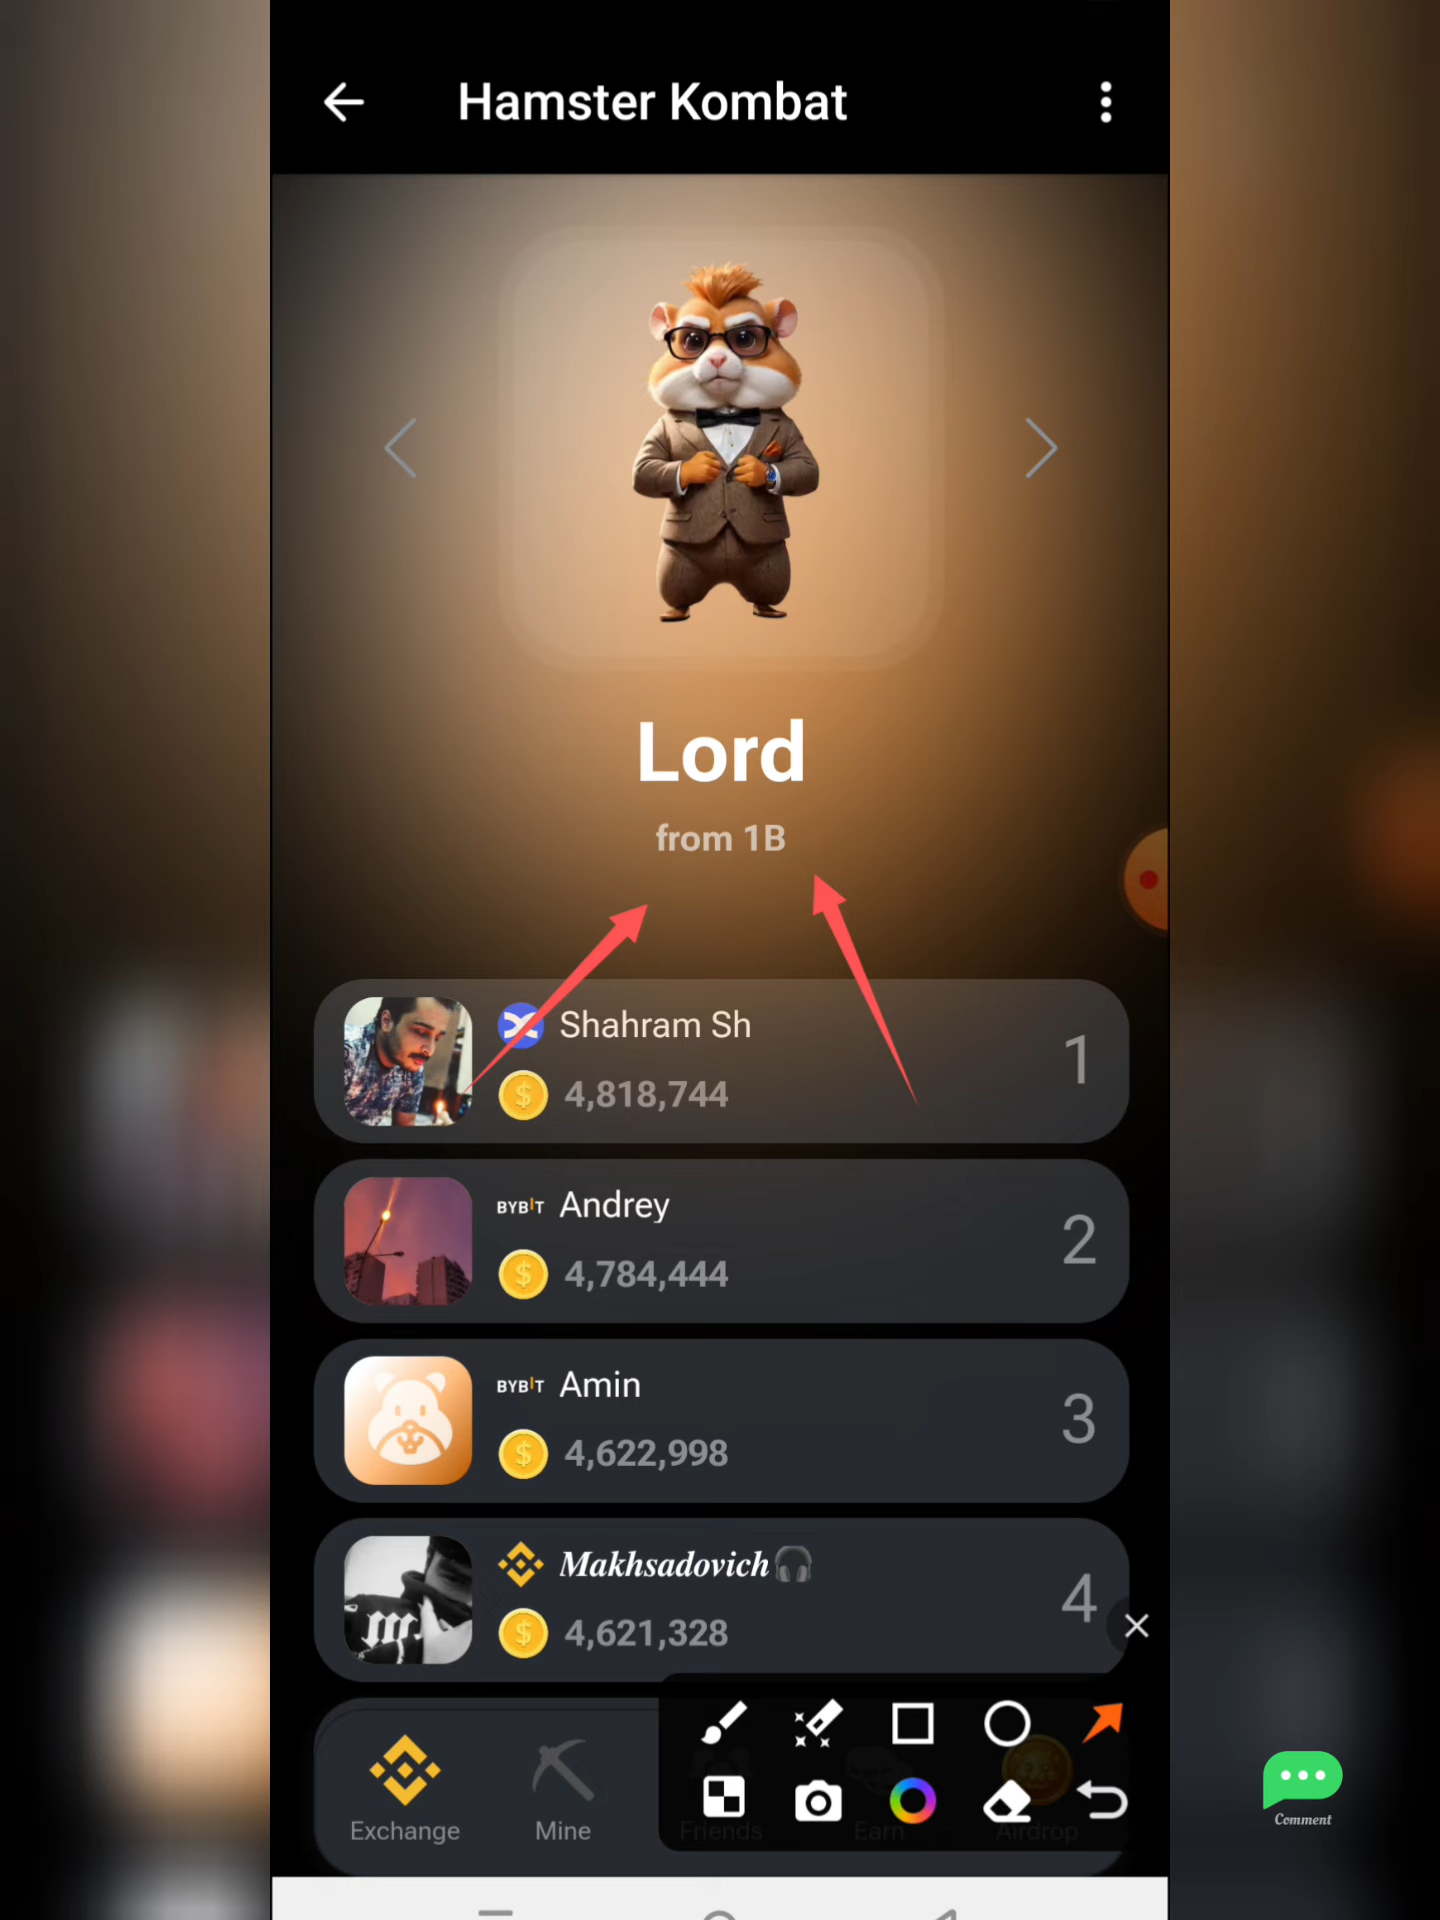 Hamster Kombat
Lord
from 1B
Shahram Sh
4,818,744
1
BYBIT Andrey
4,784,444
2
BYBIT Amin
4,622,998
3
Makhsadovich🎧
4,621,328
4
Exchange
Mine
Friends
Earn
Airdrop
Comment